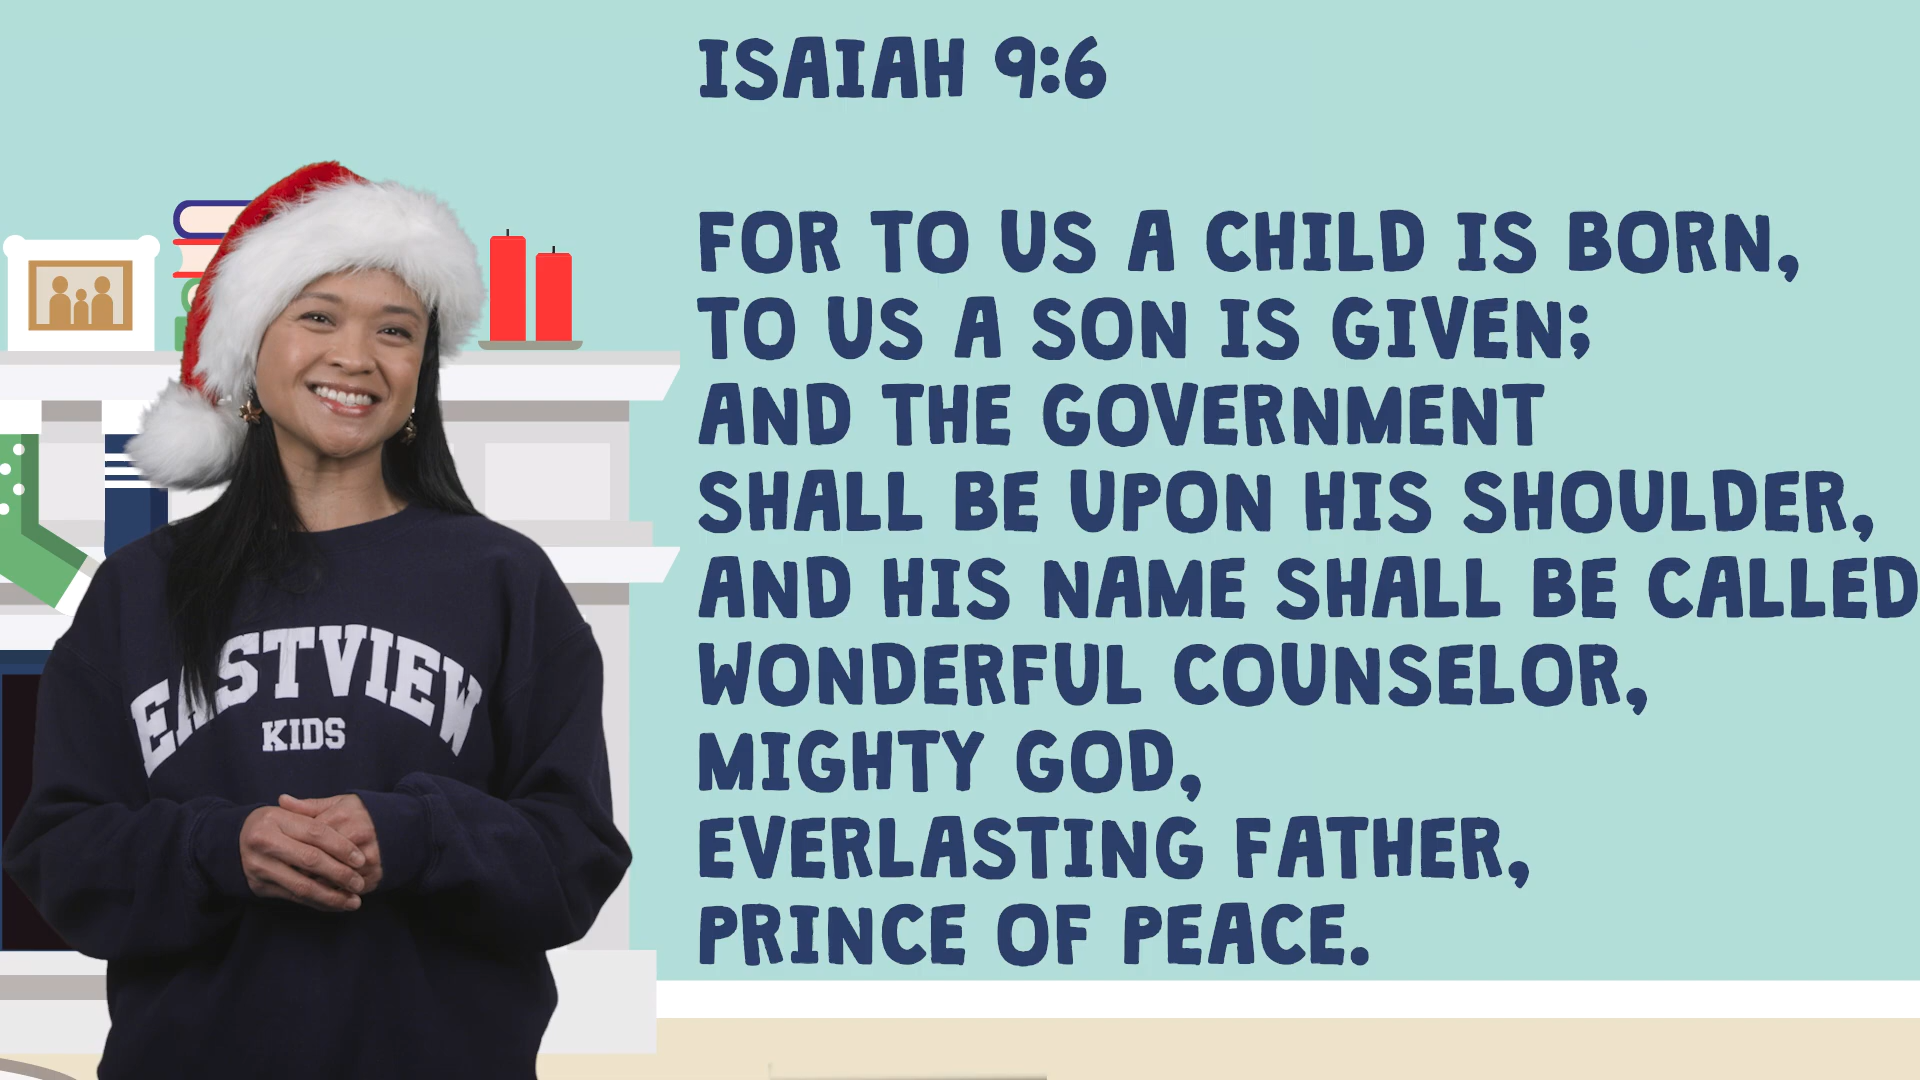 ISAIAH 9:6
FOR TO US A CHILD IS BORN,
TO US A SON IS GIVEN;
AND THE GOVERNMENT
SHALL BE UPON HIS SHOULDER,
AND HIS NAME SHALL BE CALLED
WONDERFUL COUNSELOR,
MIGHTY GOD,
EVERLASTING FATHER,
PRINCE OF PEACE.
EASTVIEW
KIDS